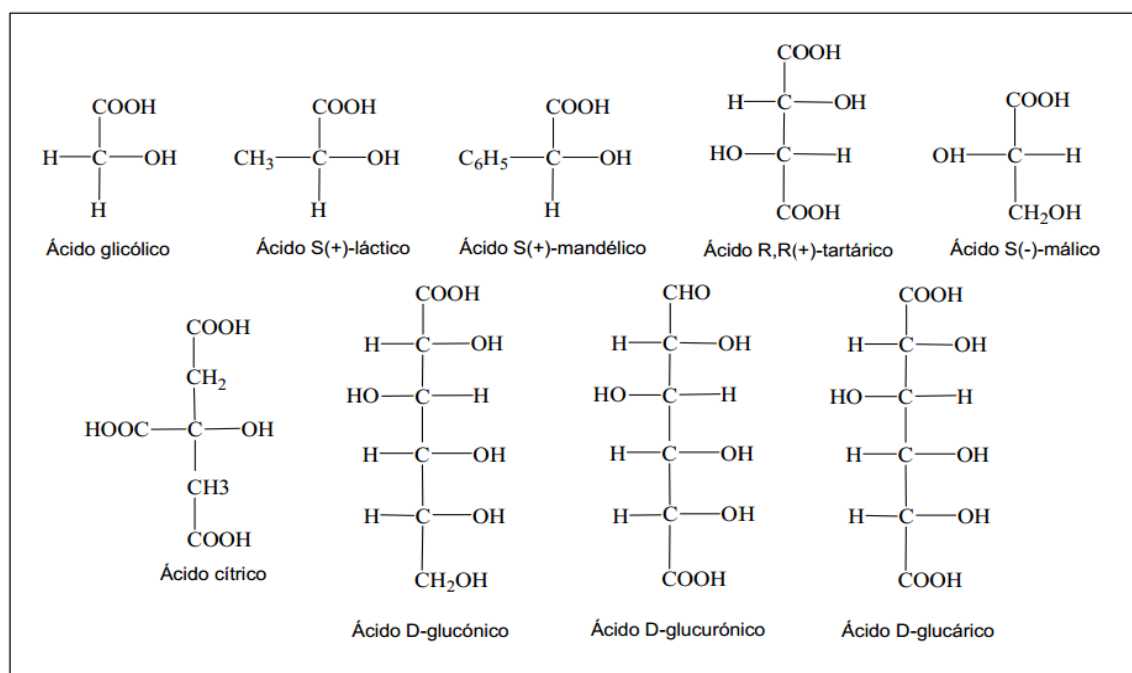 COOH
H—C—OH
H
Ácido glicólico
COOH
CH₃—C—OH
H
Ácido S(+)-láctico
COOH
C₆H₅—C—OH
H
Ácido S(+)-mandélico
COOH
H—C—OH
HO—C—H
COOH
Ácido R,R(+)-tartárico
COOH
OH—C—H
CH₂OH
Ácido S(-)-málico
COOH
CH₂
HOOC—C—OH
CH3
COOH
Ácido cítrico
COOH
H—C—OH
HO—C—H
H—C—OH
H—C—OH
CH₂OH
Ácido D-glucónico
CHO
H—C—OH
HO—C—H
H—C—OH
H—C—OH
COOH
Ácido D-glucurónico
COOH
H—C—OH
HO—C—H
H—C—OH
H—C—OH
COOH
Ácido D-glucárico